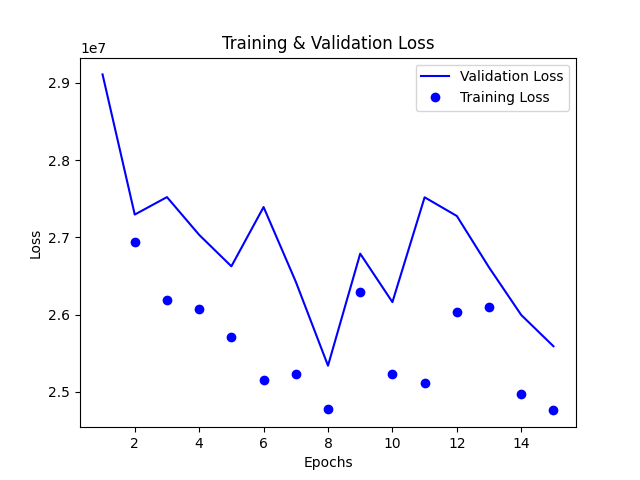 Training & Validation Loss
1e7
Validation Loss
Training Loss
2.9
2.8
2.7
2.6
2.5
Loss
2 4 6 8 10 12 14
Epochs